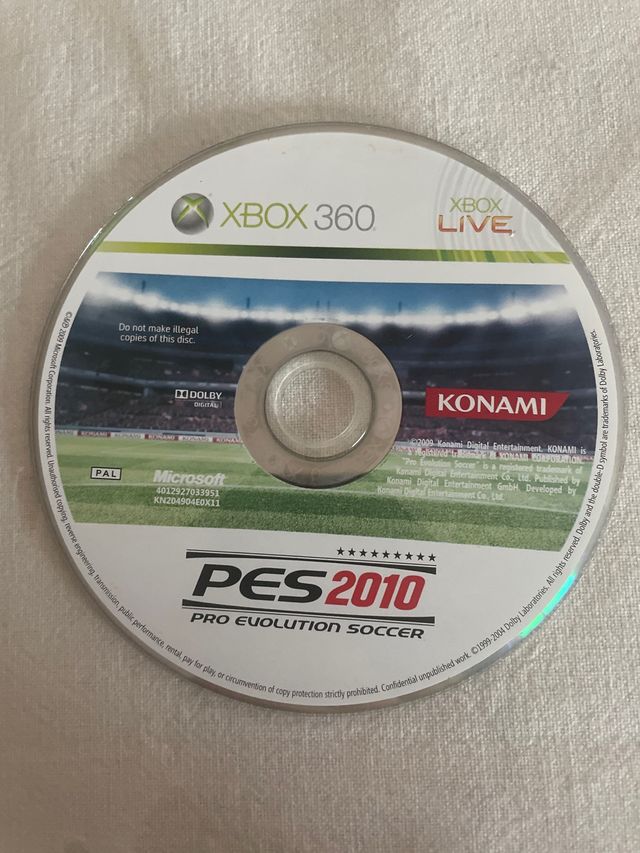 XBOX 360
XBOX
LIVE
Do not make illegal
copies of this disc.
DOLBY
DIGITAL
KONAMI
©2009 Konami Digital Entertainment. KONAMI is
"Pro Evolution Soccer" is a registered trademark of
Konami Digital Entertainment Co., Ltd. Published by
Konami Digital Entertainment GmbH. Developed by
Konami Digital Entertainment Co., Ltd.
PAL
Microsoft
4012927033951
KN204904E0X11
PES2010
PRO EVOLUTION SOCCER
©&℗ 2009 Microsoft Corporation. All rights reserved. Unauthorised copying, reverse engineering, transmission, public performance, rental, pay for play, or circumvention of copy protection strictly prohibited. Confidential unpublished work. ©1999-2004 Dolby Laboratories. All rights reserved. Dolby and the double-D symbol are trademarks of Dolby Laboratories.